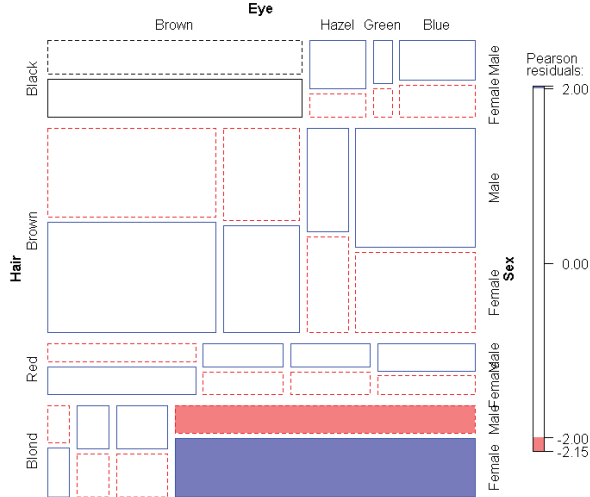 Eye
Brown Hazel Green Blue
Hair
Black
Brown
Red
Blond
Male
Female
Male
Female
Male
Female
Male
Female
Sex
Pearson
residuals:
2.00
0.00
-2.00
-2.15